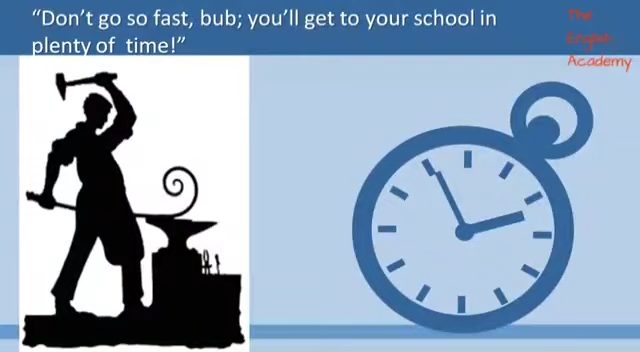 “Don’t go so fast, bub; you’ll get to your school in
plenty of time!”
The
English
Academy